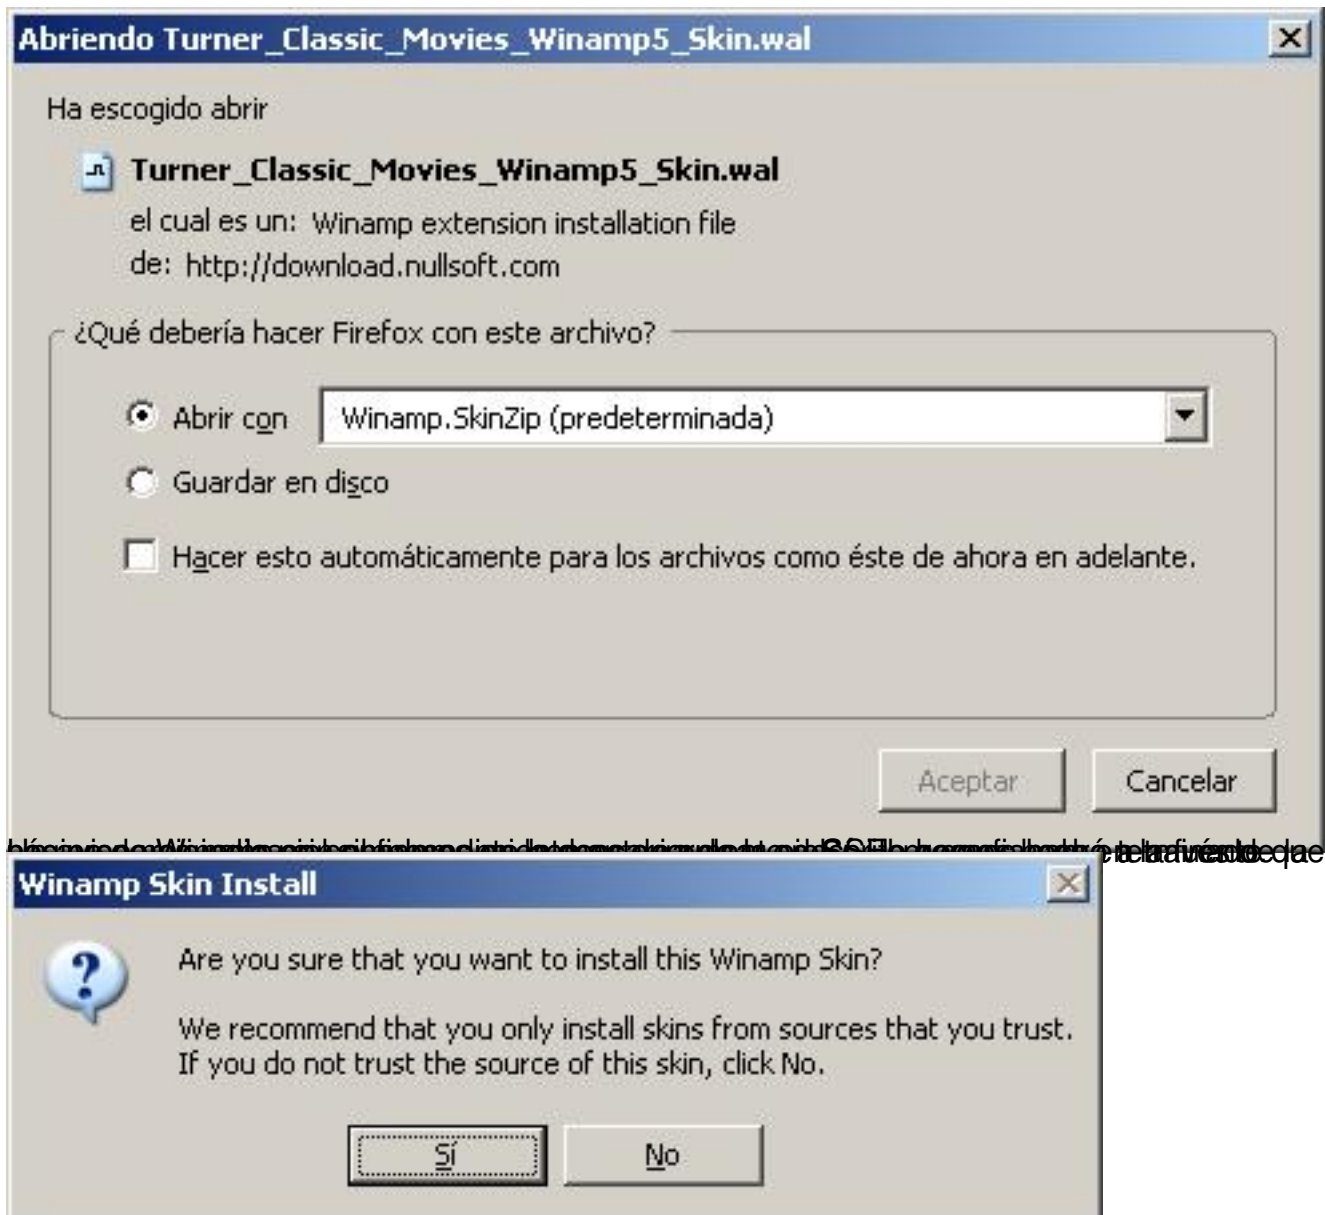 Abriendo Turner_Classic_Movies_Winamp5_Skin.wal
Ha escogido abrir
Turner_Classic_Movies_Winamp5_Skin.wal
el cual es un: Winamp extension installation file
de: http://download.nullsoft.com
¿Qué debería hacer Firefox con este archivo?
Abrir con Winamp.SkinZip (predeterminada)
Guardar en disco
Hacer esto automáticamente para los archivos como éste de ahora en adelante.
Aceptar Cancelar
Winamp Skin Install
Are you sure that you want to install this Winamp Skin?
We recommend that you only install skins from sources that you trust.
If you do not trust the source of this skin, click No.
Sí No